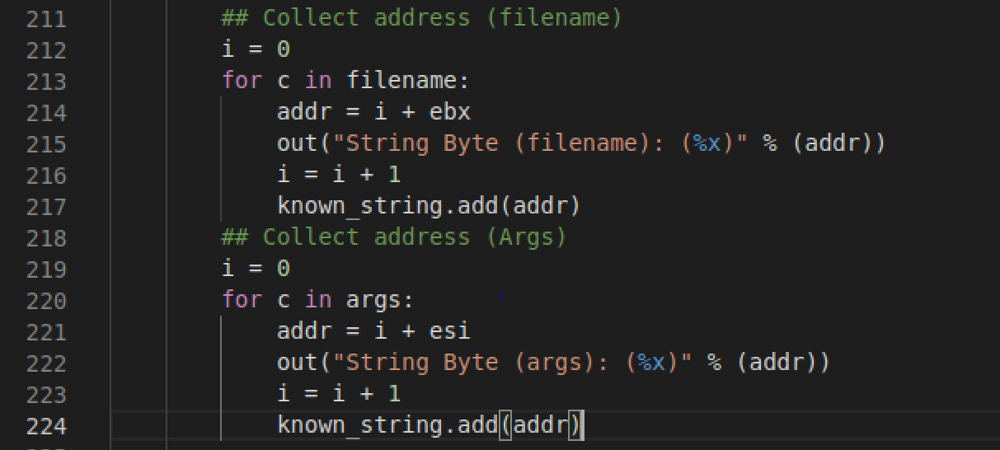 211 ## Collect address (filename)
212 i = 0
213 for c in filename:
214 addr = i + ebx
215 out("String Byte (filename): (%x)" % (addr))
216 i = i + 1
217 known_string.add(addr)
218 ## Collect address (Args)
219 i = 0
220 for c in args:
221 addr = i + esi
222 out("String Byte (args): (%x)" % (addr))
223 i = i + 1
224 known_string.add(addr)